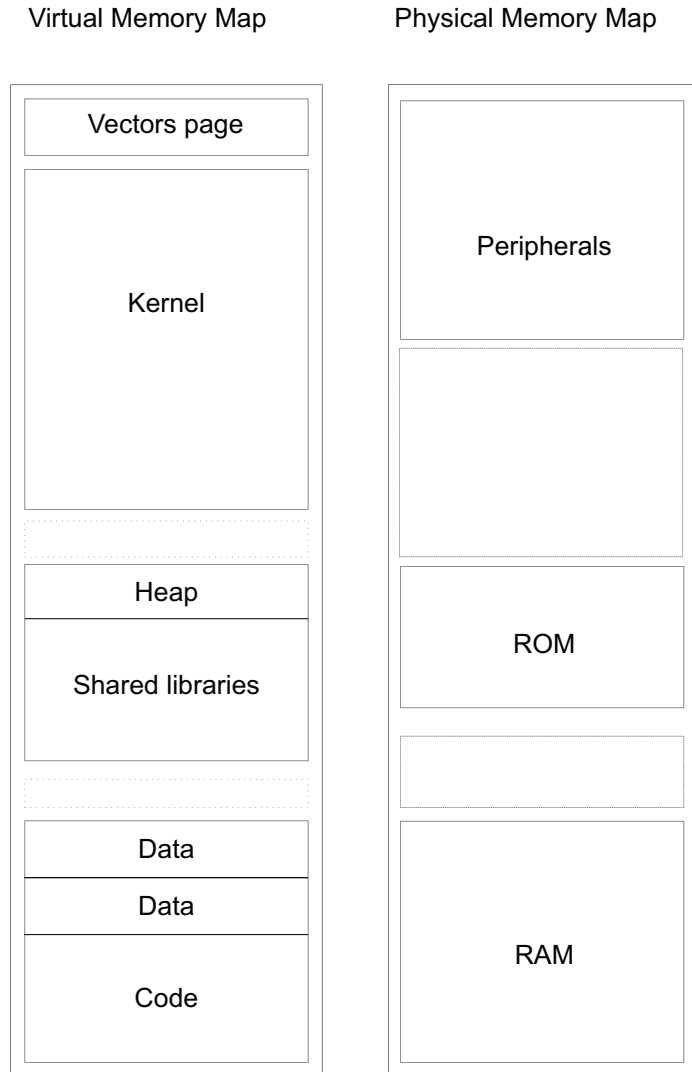 Virtual Memory Map
Physical Memory Map
Vectors page
Kernel
Heap
Shared libraries
Data
Data
Code
Peripherals
ROM
RAM